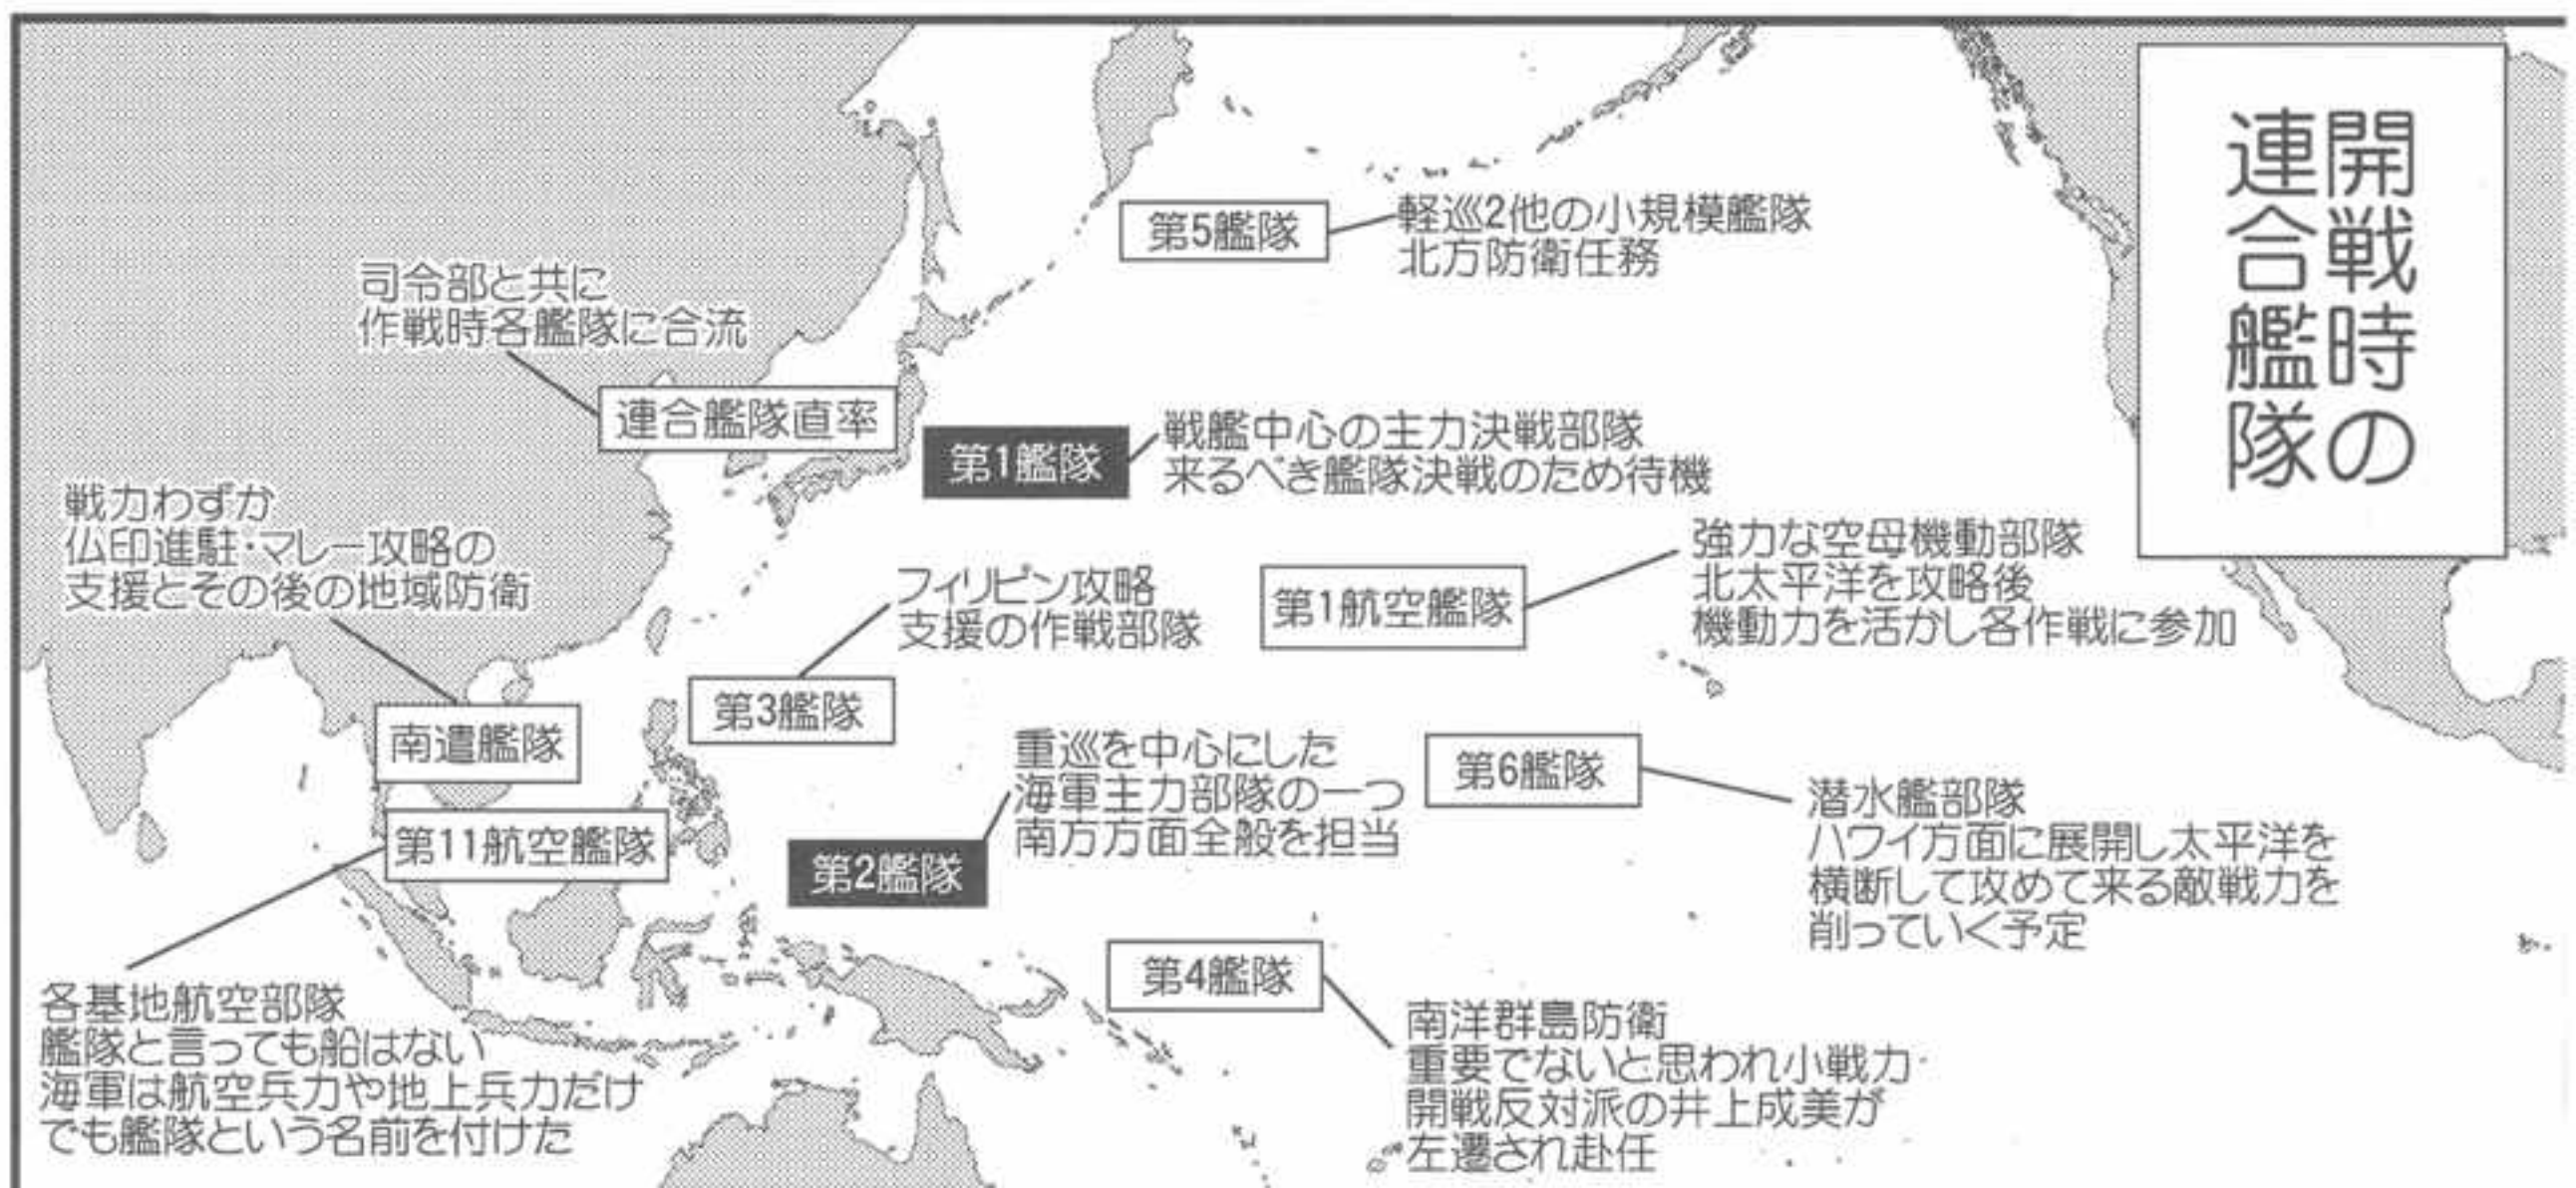 開戦時の
連合艦隊
第5艦隊
軽巡2他の小規模艦隊
北方防衛任務
司令部と共に
作戦時各艦隊に合流
連合艦隊直率
第1艦隊
戦艦中心の主力決戦部隊
来るべき艦隊決戦のため待機
戦力わずか
仏印進駐・マレー攻略の
支援とその後の地域防衛
南遣艦隊
フィリピン攻略
支援の作戦部隊
第3艦隊
第1航空艦隊
強力な空母機動部隊
北太平洋を攻略後
機動力を活かし各作戦に参加
重巡を中心にした
海軍主力部隊の一つ
南方方面全般を担当
第2艦隊
第6艦隊
潜水艦部隊
ハワイ方面に展開し太平洋を
横断して攻めて来る敵戦力を
削っていく予定
第11航空艦隊
各基地航空部隊
艦隊と言っても船はない
海軍は航空兵力や地上兵力だけ
でも艦隊という名前を付けた
第4艦隊
南洋群島防衛
重要でないと思われ小戦力
開戦反対派の井上成美が
左遷され赴任